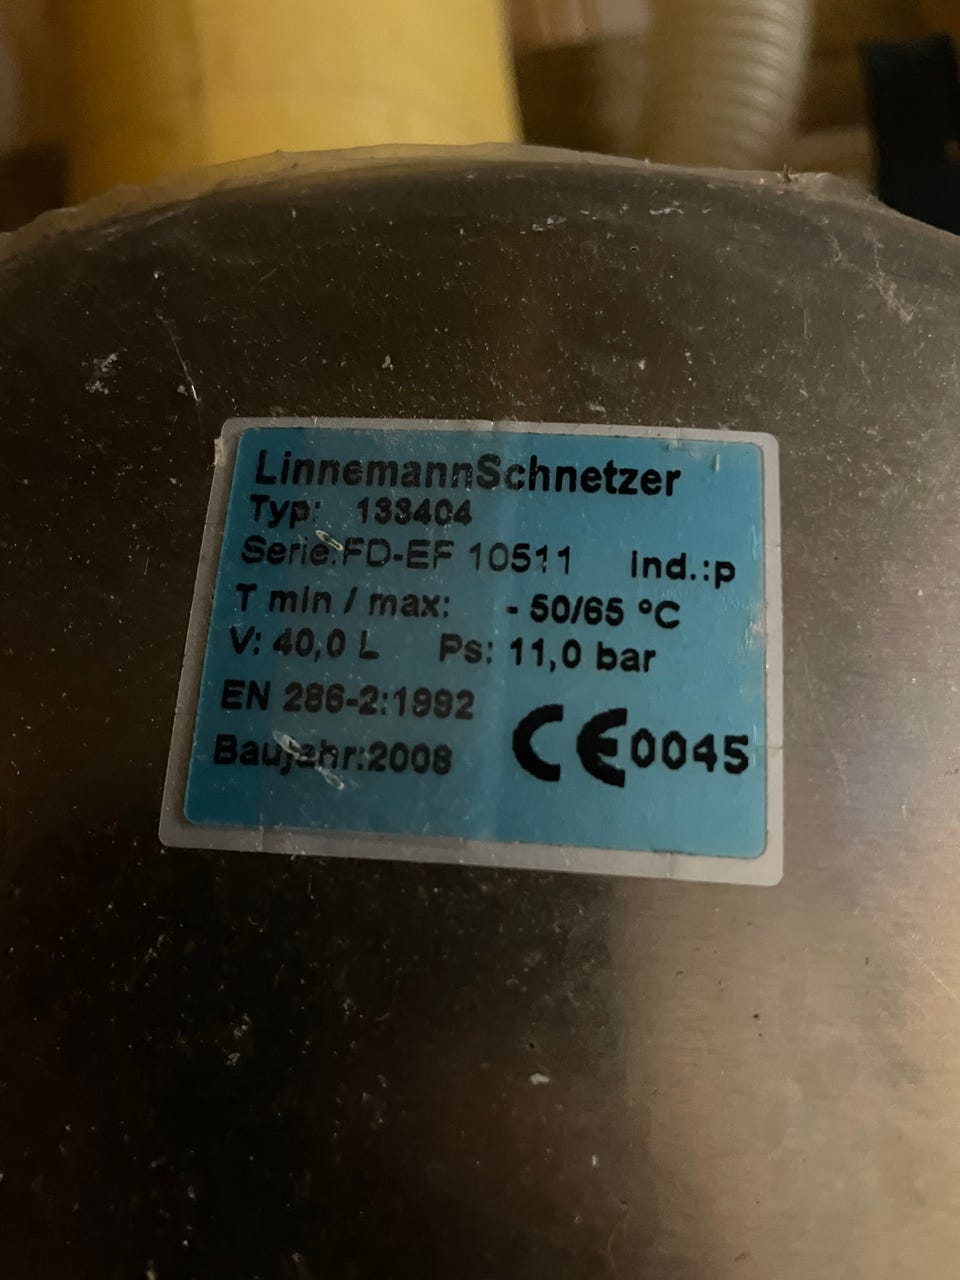 LinnemannSchnetzer
Typ: 133404
Serie:FD-EF 10511 Ind.:p
T min / max: - 50/65 °C
V: 40,0 L Ps: 11,0 bar
EN 286-2:1992
Baujahr:2008 CE0045